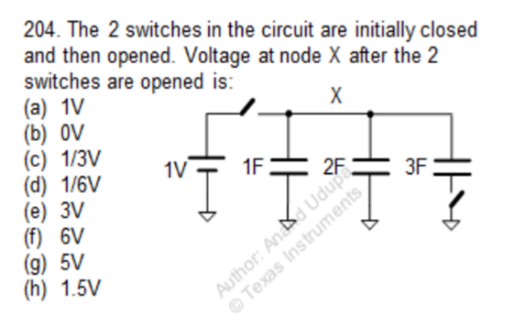 204. The 2 switches in the circuit are initially closed
and then opened. Voltage at node X after the 2
switches are opened is:
(a) 1V
(b) 0V
(c) 1/3V
(d) 1/6V
(e) 3V
(f) 6V
(g) 5V
(h) 1.5V
X
1V
1F
2F
3F
Author: Anand Udupa
© Texas Instruments